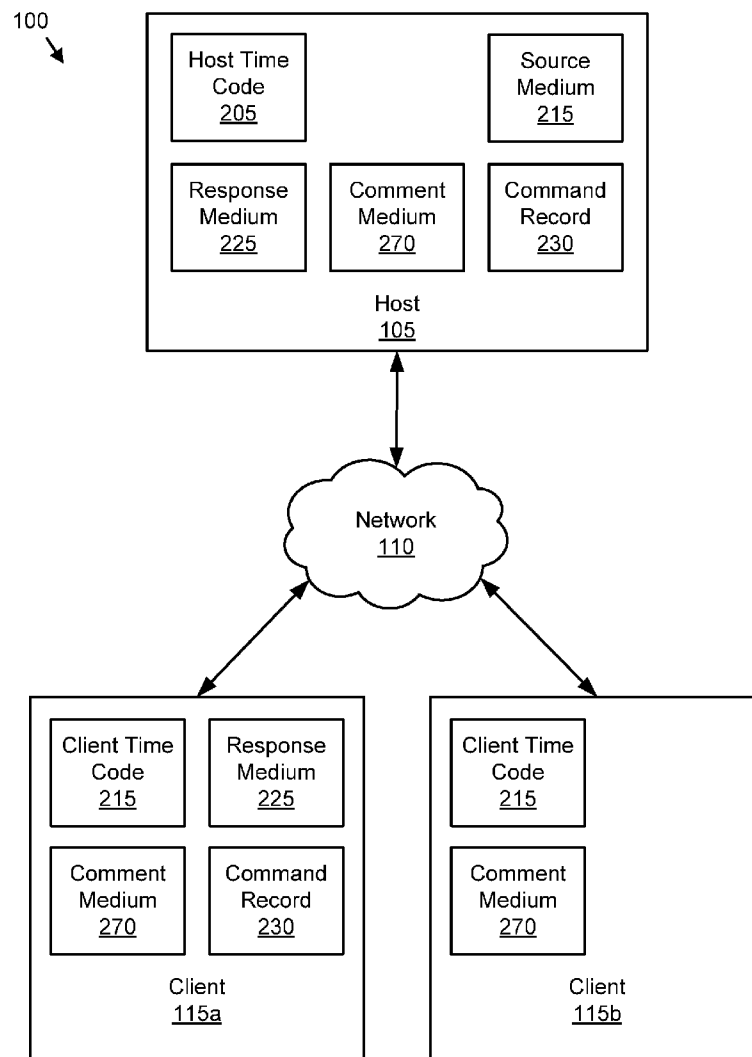 100
Host Time
Code
205
Source
Medium
215
Response
Medium
225
Comment
Medium
270
Command
Record
230
Host
105
Network
110
Client Time
Code
215
Response
Medium
225
Comment
Medium
270
Command
Record
230
Client
115a
Client Time
Code
215
Comment
Medium
270
Client
115b